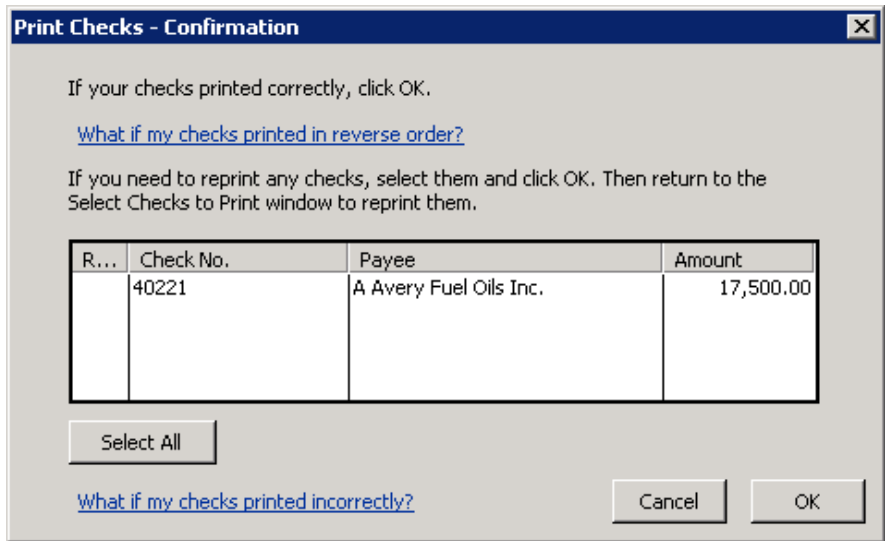 Print Checks - Confirmation
If your checks printed correctly, click OK.
What if my checks printed in reverse order?
If you need to reprint any checks, select them and click OK. Then return to the
Select Checks to Print window to reprint them.
R... Check No. Payee Amount
40221 A Avery Fuel Oils Inc. 17,500.00
Select All
What if my checks printed incorrectly? Cancel OK